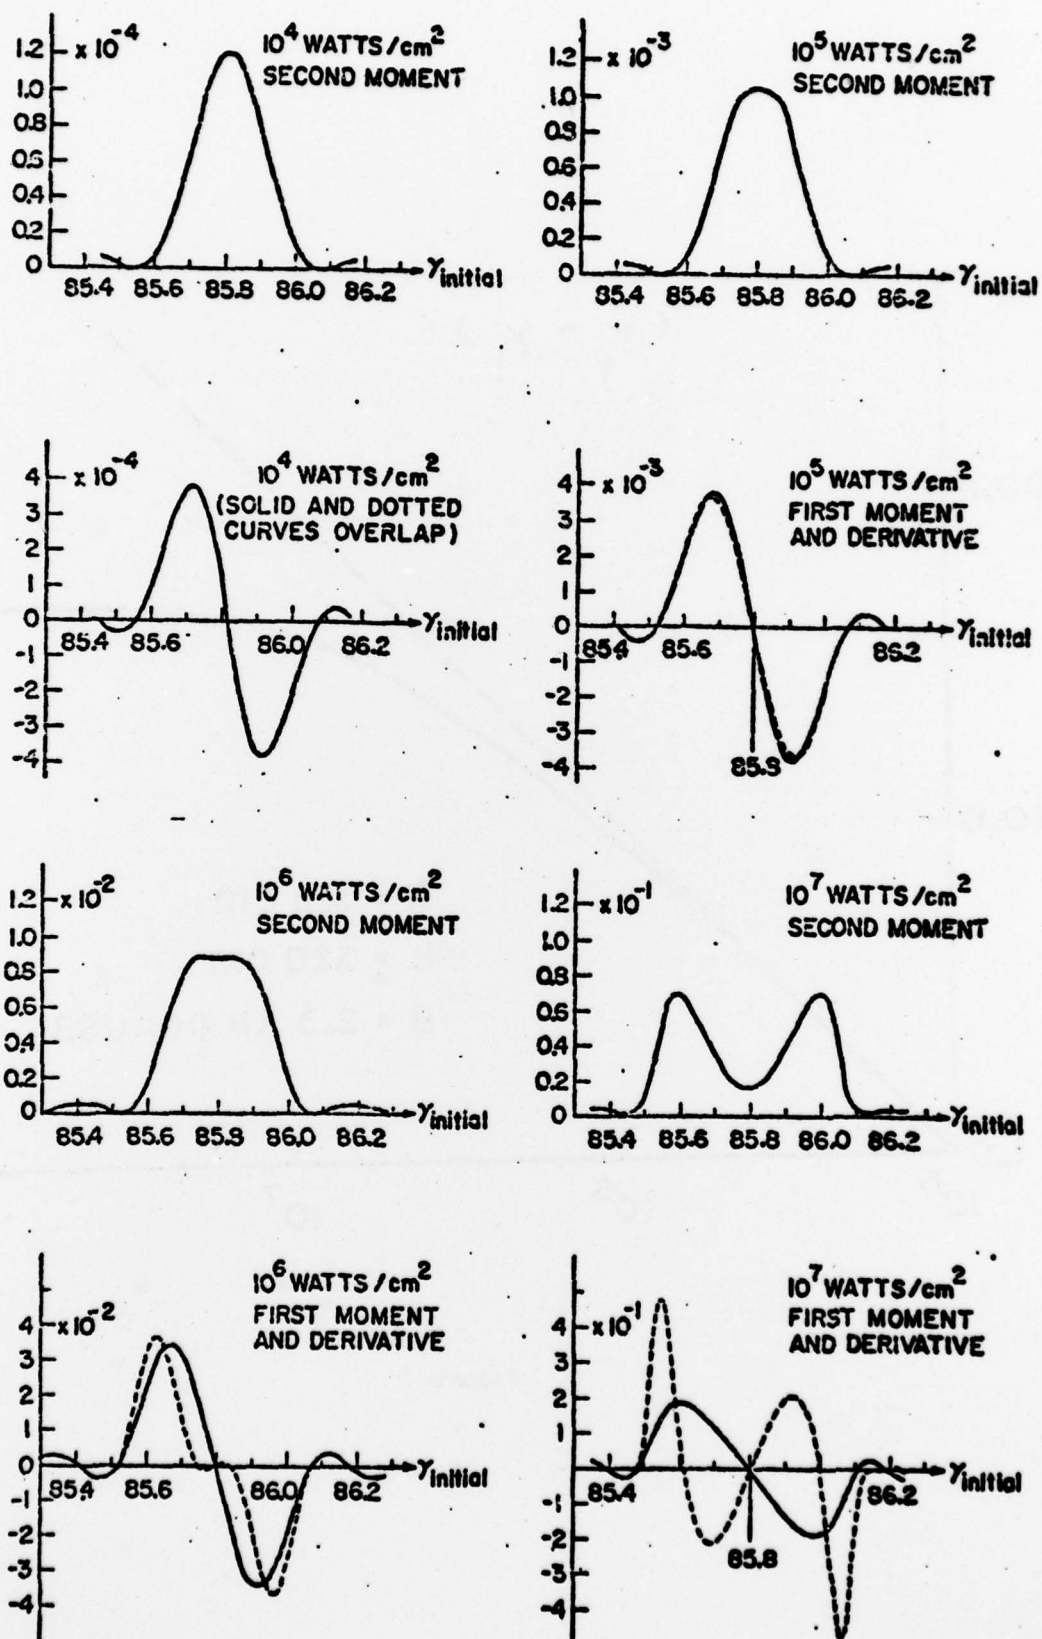 1.2 x 10⁻⁴
10⁴ WATTS/cm²
SECOND MOMENT
1.0
0.8
0.6
0.4
0.2
0
85.4 85.6 85.8 86.0 86.2
γinitial
1.2 x 10⁻³
10⁵ WATTS/cm²
SECOND MOMENT
1.0
0.8
0.6
0.4
0.2
0
85.4 85.6 85.8 86.0 86.2
γinitial
4 x 10⁻⁴
10⁴ WATTS/cm²
(SOLID AND DOTTED
CURVES OVERLAP)
3
2
1
0
-1
-2
-3
-4
85.4 85.6 86.0 86.2
γinitial
4 x 10⁻³
10⁵ WATTS/cm²
FIRST MOMENT
AND DERIVATIVE
3
2
1
0
-1
-2
-3
-4
85.4 85.6 86.2
γinitial
85.8
1.2 x 10⁻²
10⁶ WATTS/cm²
SECOND MOMENT
1.0
0.8
0.6
0.4
0.2
0
85.4 85.6 85.8 86.0 86.2
γinitial
1.2 x 10⁻¹
10⁷ WATTS/cm²
SECOND MOMENT
1.0
0.8
0.6
0.4
0.2
0
85.4 85.6 85.8 86.0 86.2
γinitial
4 x 10⁻²
10⁶ WATTS/cm²
FIRST MOMENT
AND DERIVATIVE
3
2
1
0
-1
-2
-3
-4
85.4 85.6 86.0 86.2
γinitial
4 x 10⁻¹
10⁷ WATTS/cm²
FIRST MOMENT
AND DERIVATIVE
3
2
1
0
-1
-2
-3
-4
85.4 86.2
γinitial
85.8